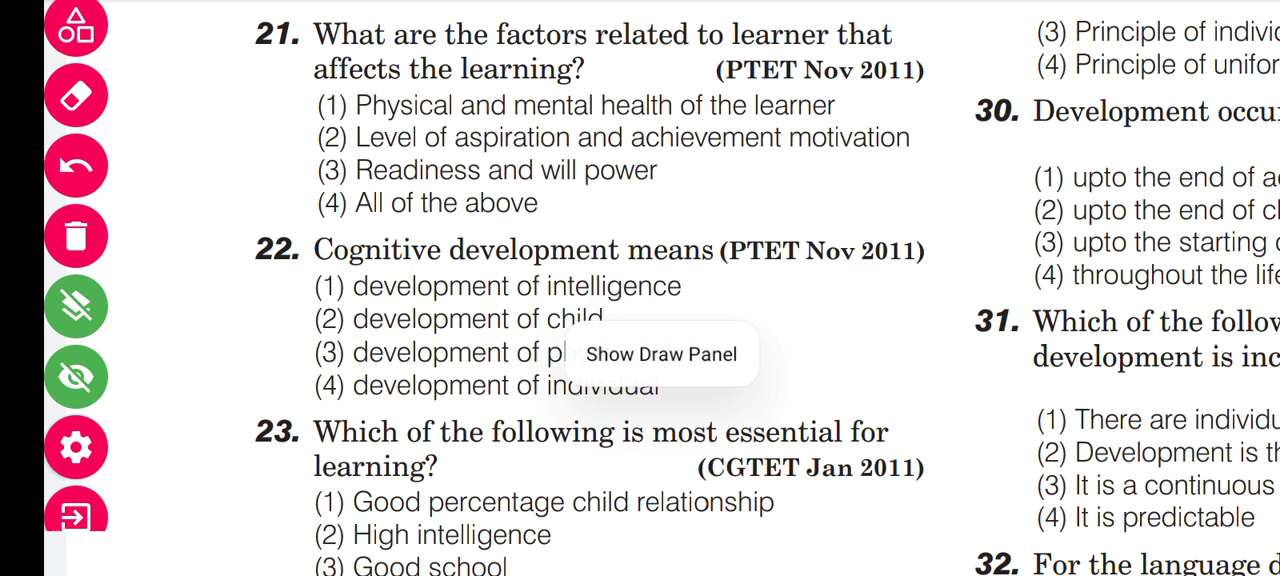 21. What are the factors related to learner that
affects the learning? (PTET Nov 2011)
(1) Physical and mental health of the learner
(2) Level of aspiration and achievement motivation
(3) Readiness and will power
(4) All of the above
22. Cognitive development means (PTET Nov 2011)
(1) development of intelligence
(2) development of child
(3) development of
Show Draw Panel
(4) development of individual
23. Which of the following is most essential for
learning? (CGTET Jan 2011)
(1) Good percentage child relationship
(2) High intelligence
(3) Good school
(3) Principle of
(4) Principle of
30. Development
(1) upto the end of
(2) upto the end of
(3) upto the starting
(4) throughout the
31. Which of the
development is
(1) There are
(2) Development is
(3) It is a continuous
(4) It is predictable
32. For the language